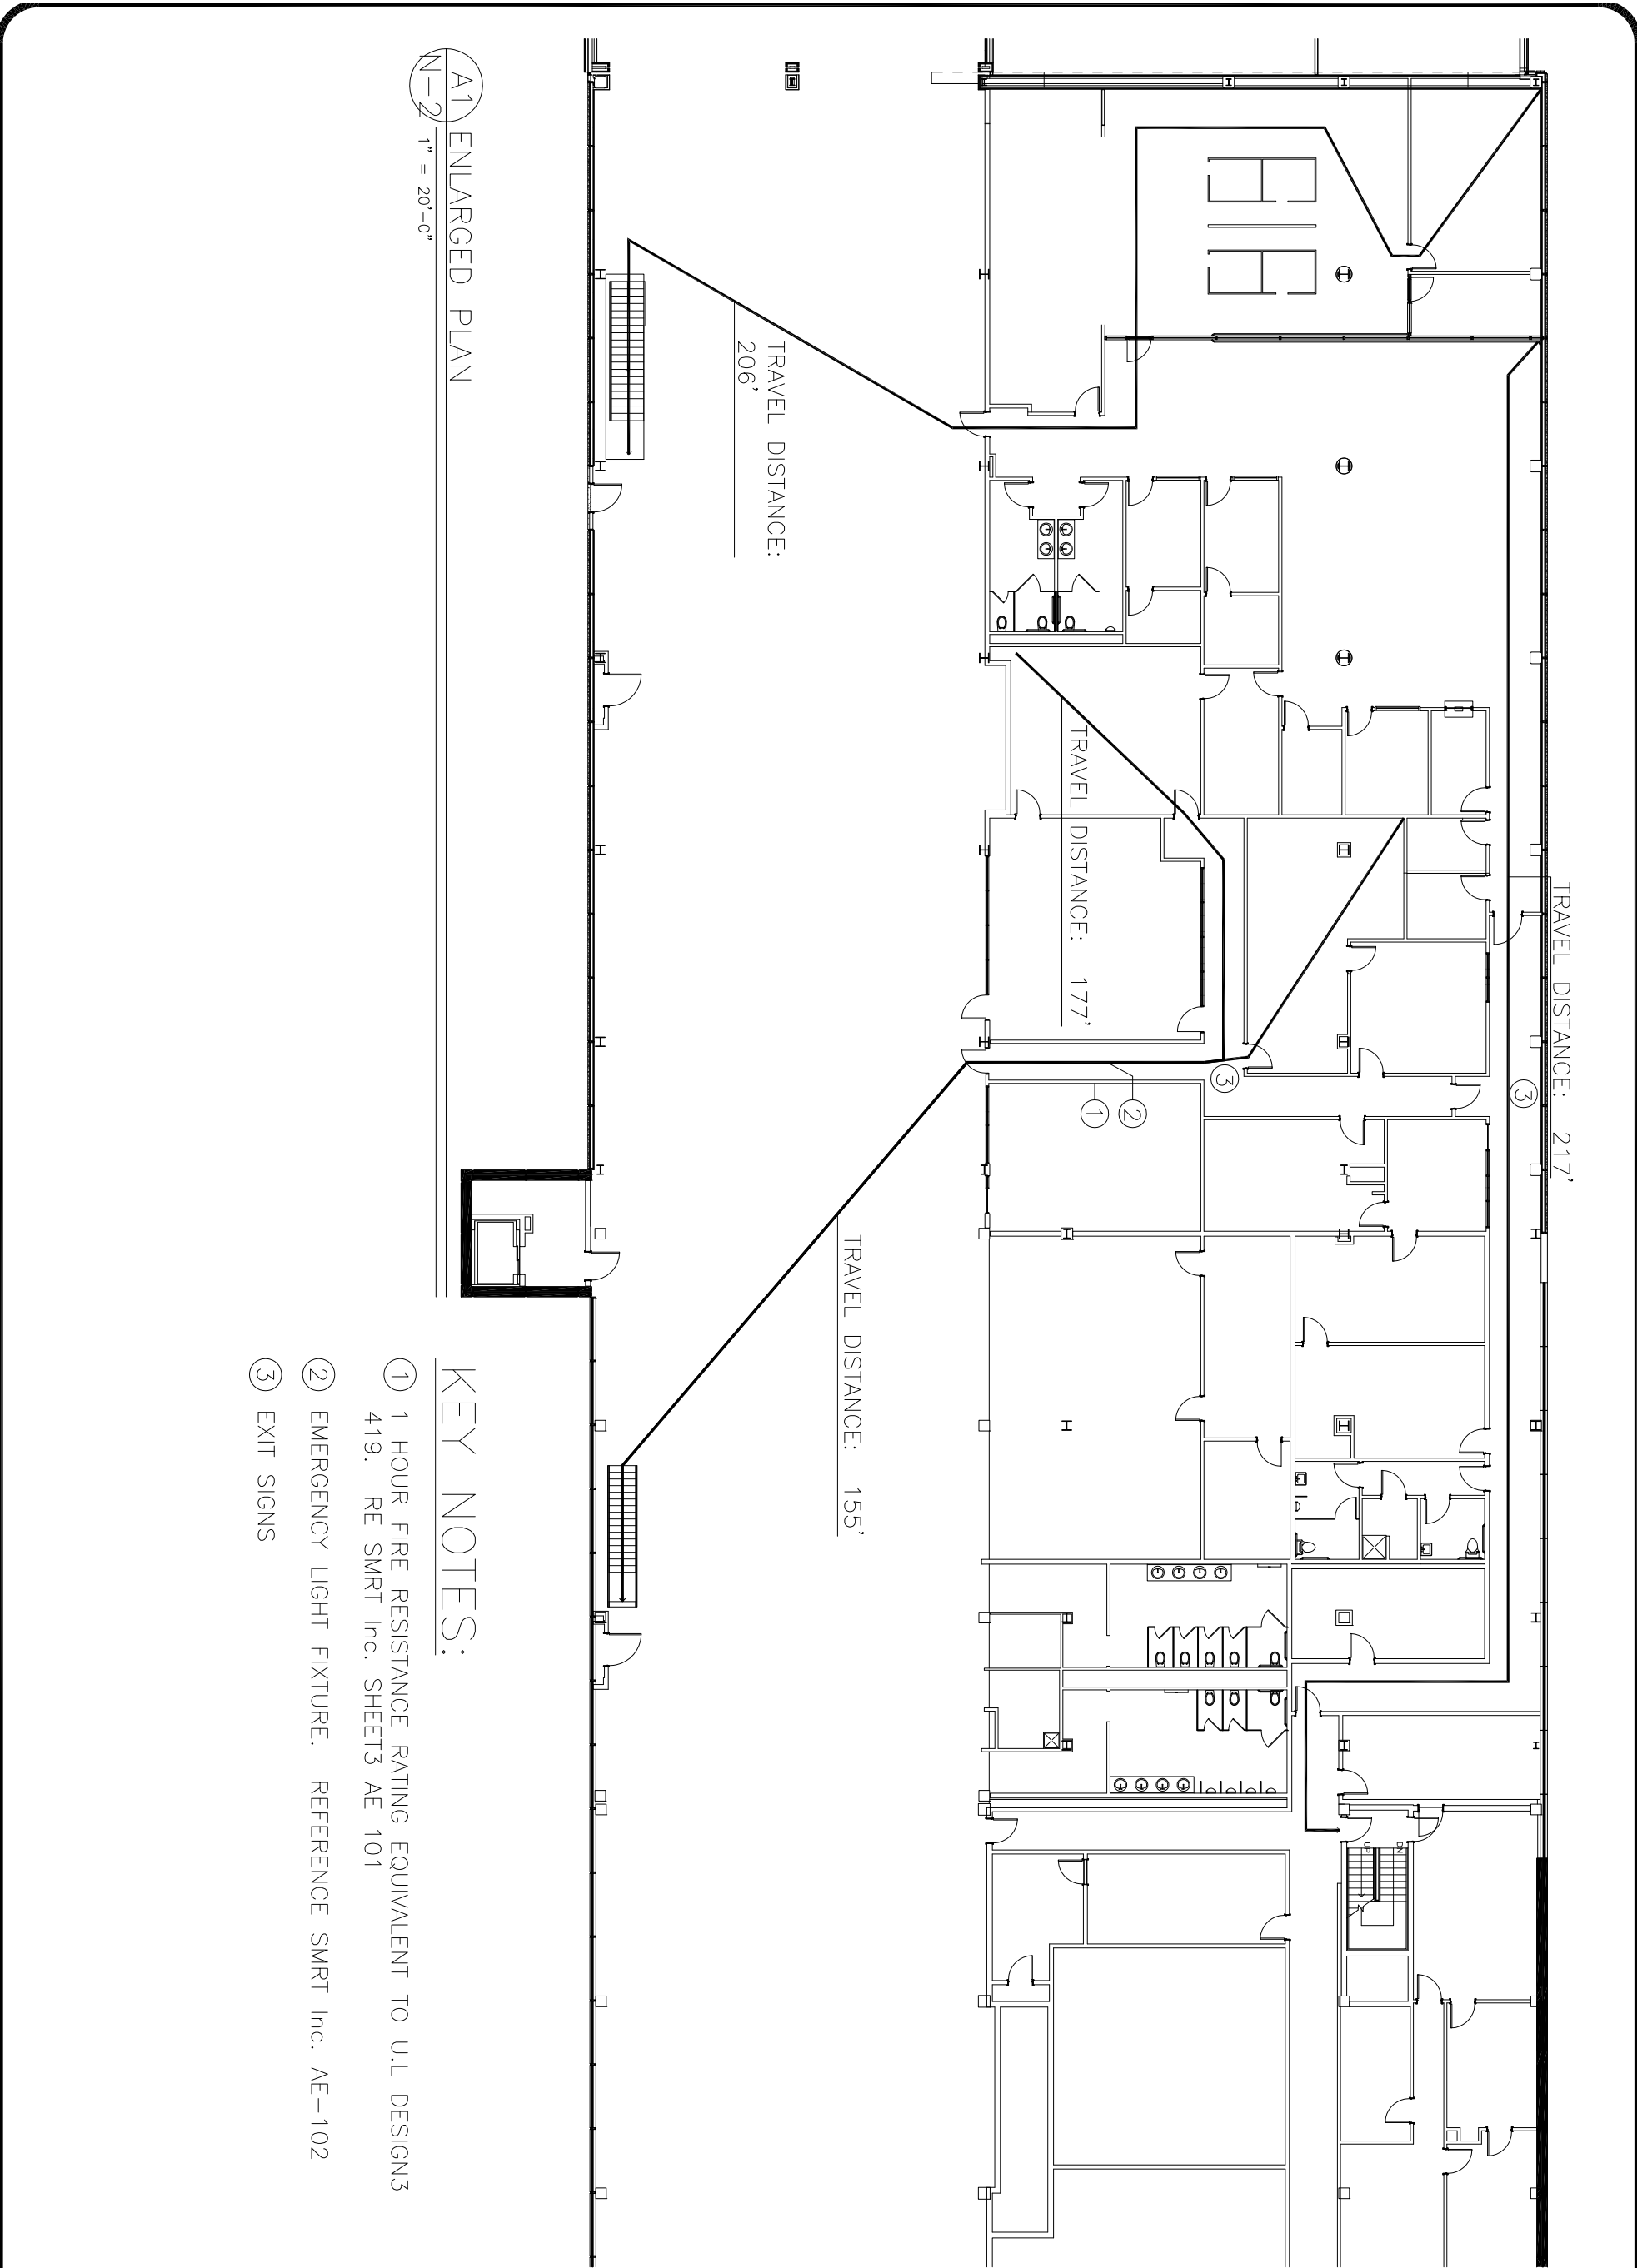 TRAVEL DISTANCE: 217'
3
3
TRAVEL DISTANCE: 177'
2
1
DN
UP
TRAVEL DISTANCE: 155'
TRAVEL DISTANCE:
206'
A1
N-2
ENLARGED PLAN
1" = 20'-0"
KEY NOTES:
1 1 HOUR FIRE RESISTANCE RATING EQUIVALENT TO U.L DESIGN3
419. RE SMRT Inc. SHEET3 AE 101
2 EMERGENCY LIGHT FIXTURE. REFERENCE SMRT Inc. AE-102
3 EXIT SIGNS